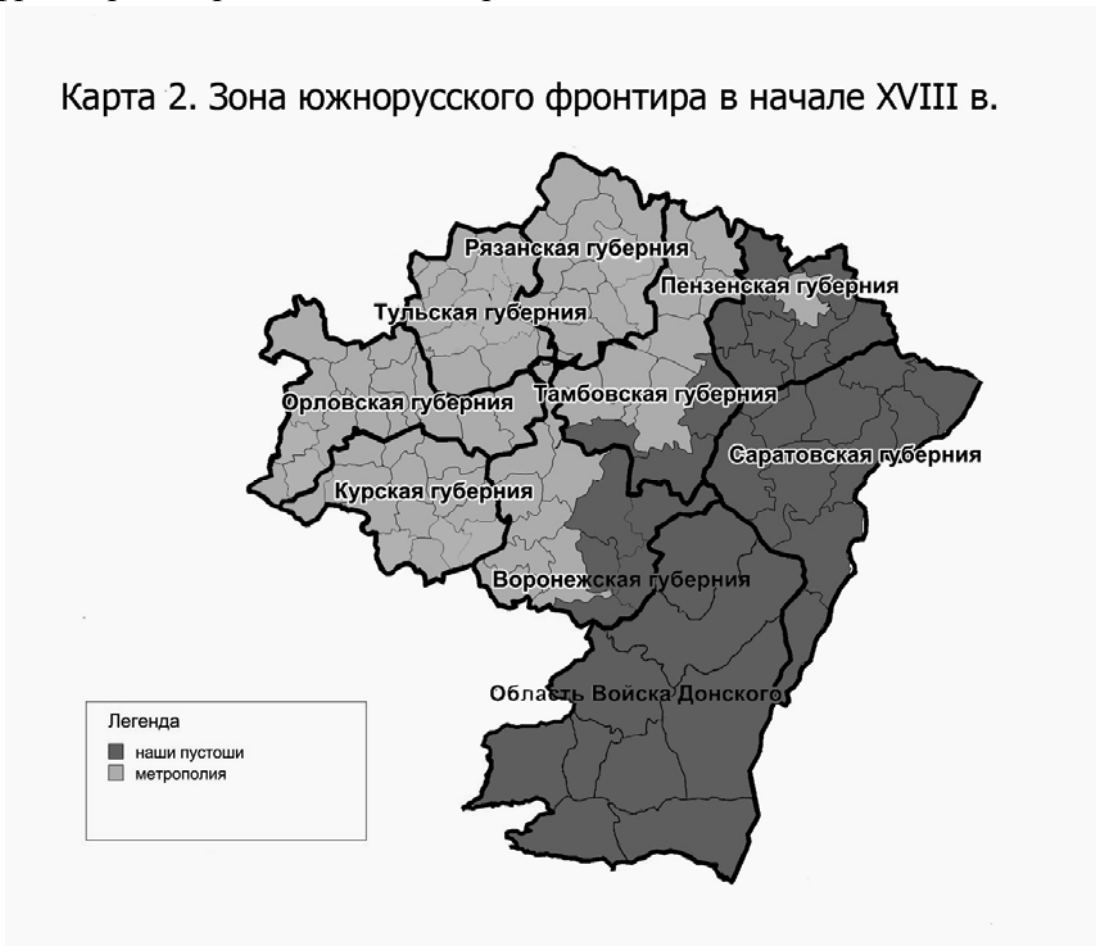 Карта 2. Зона южнорусского фронтира в начале XVIII в.
Рязанская губерния
Пензенская губерния
Тульская губерния
Тамбовская губерния
Орловская губерния
Саратовская губерния
Курская губерния
Воронежская губерния
Область Войска Донского
Легенда
наши пустоши
метрополия